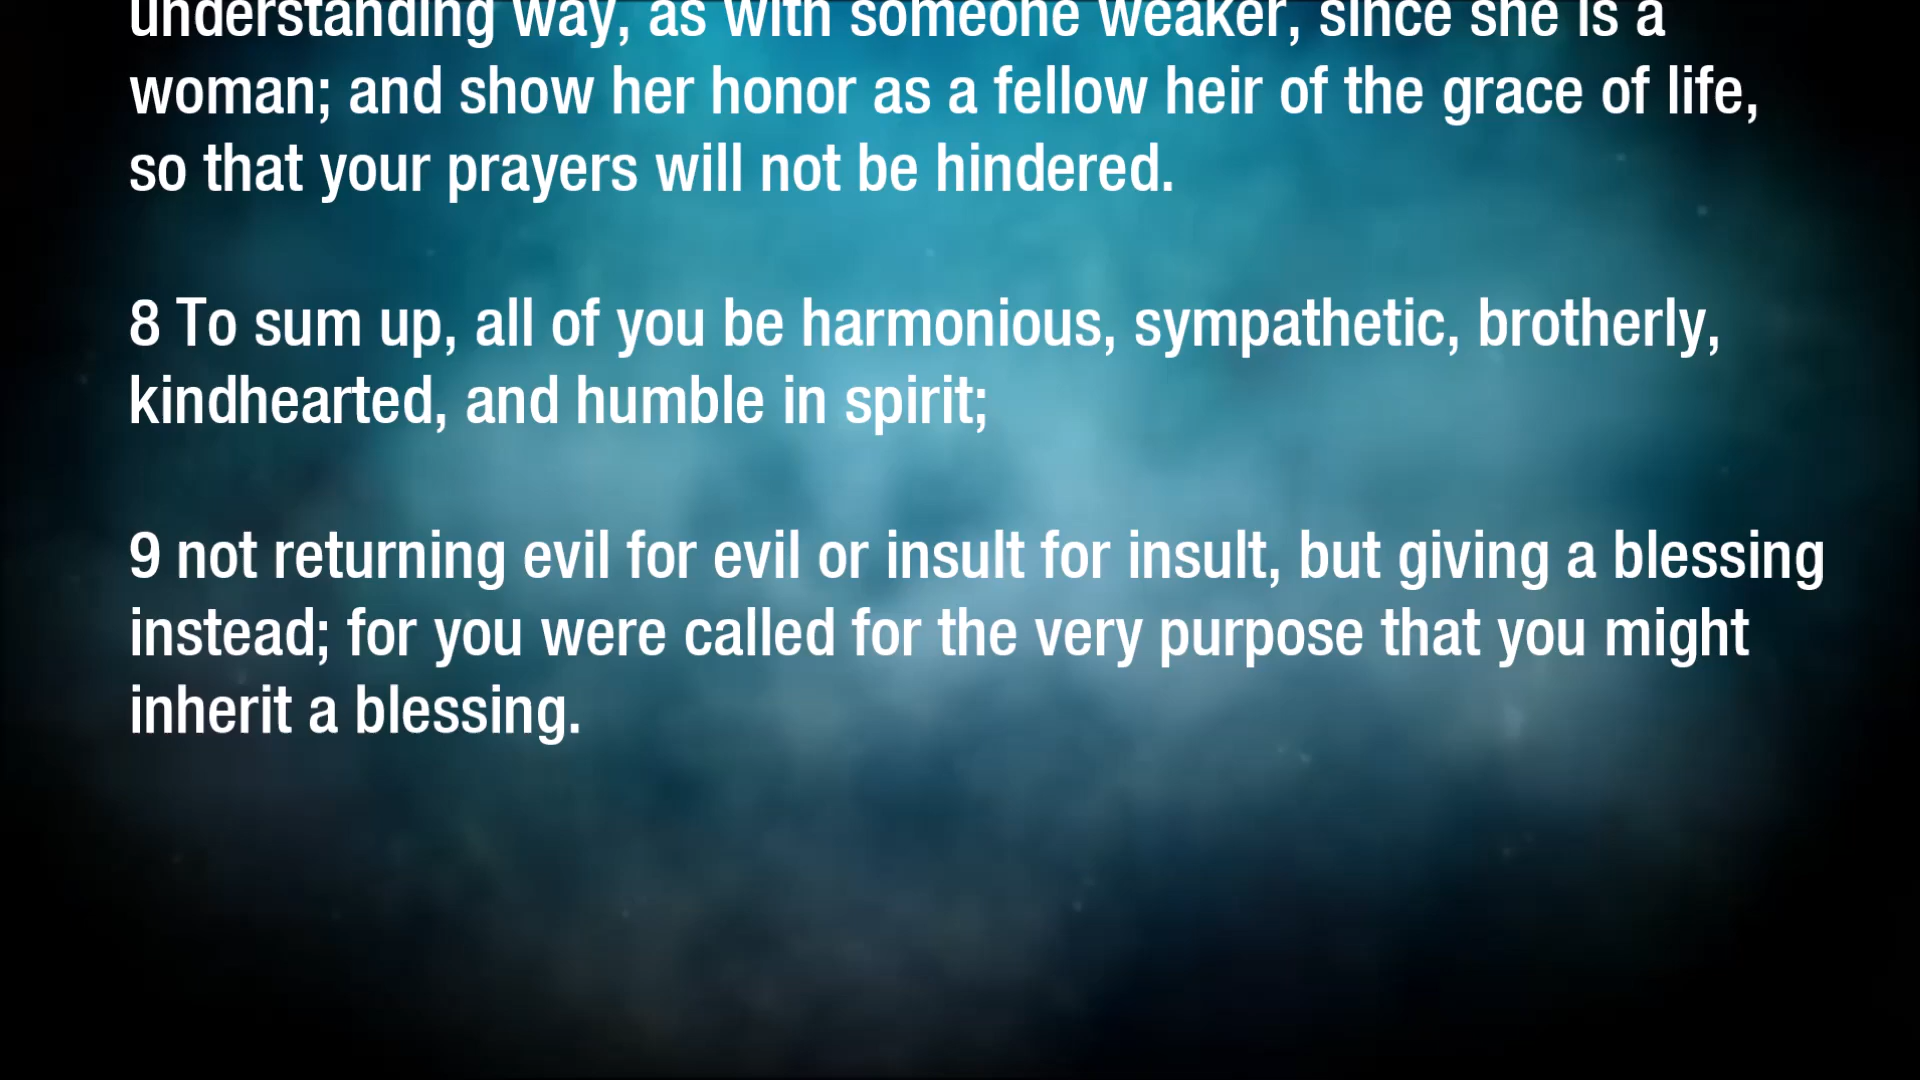 understanding way, as with someone weaker, since she is a
woman; and show her honor as a fellow heir of the grace of life,
so that your prayers will not be hindered.
8 To sum up, all of you be harmonious, sympathetic, brotherly,
kindhearted, and humble in spirit;
9 not returning evil for evil or insult for insult, but giving a blessing
instead; for you were called for the very purpose that you might
inherit a blessing.